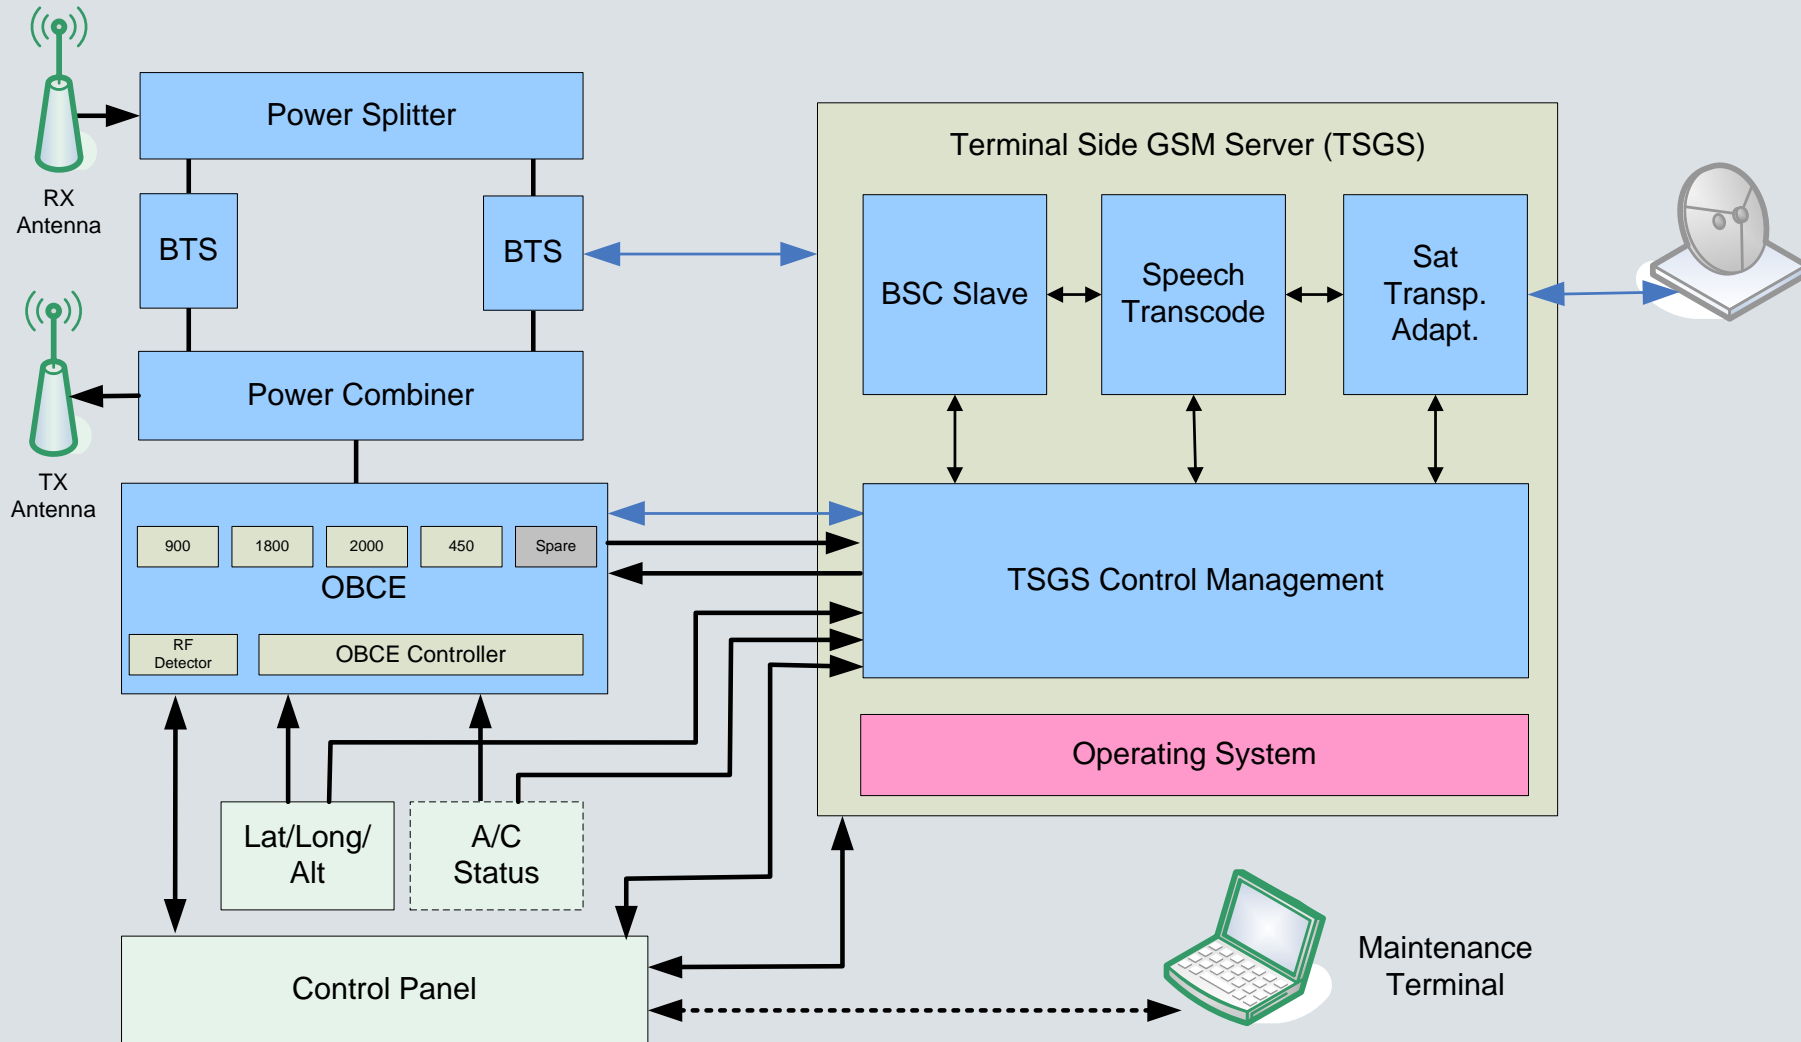 Power Splitter
RX
Antenna
BTS
BTS
Power Combiner
TX
Antenna
900
1800
2000
450
Spare
OBCE
RF
Detector
OBCE Controller
Lat/Long/
Alt
A/C
Status
Control Panel
Terminal Side GSM Server (TSGS)
BSC Slave
Speech
Transcode
Sat
Transp.
Adapt.
TSGS Control Management
Operating System
Maintenance
Terminal